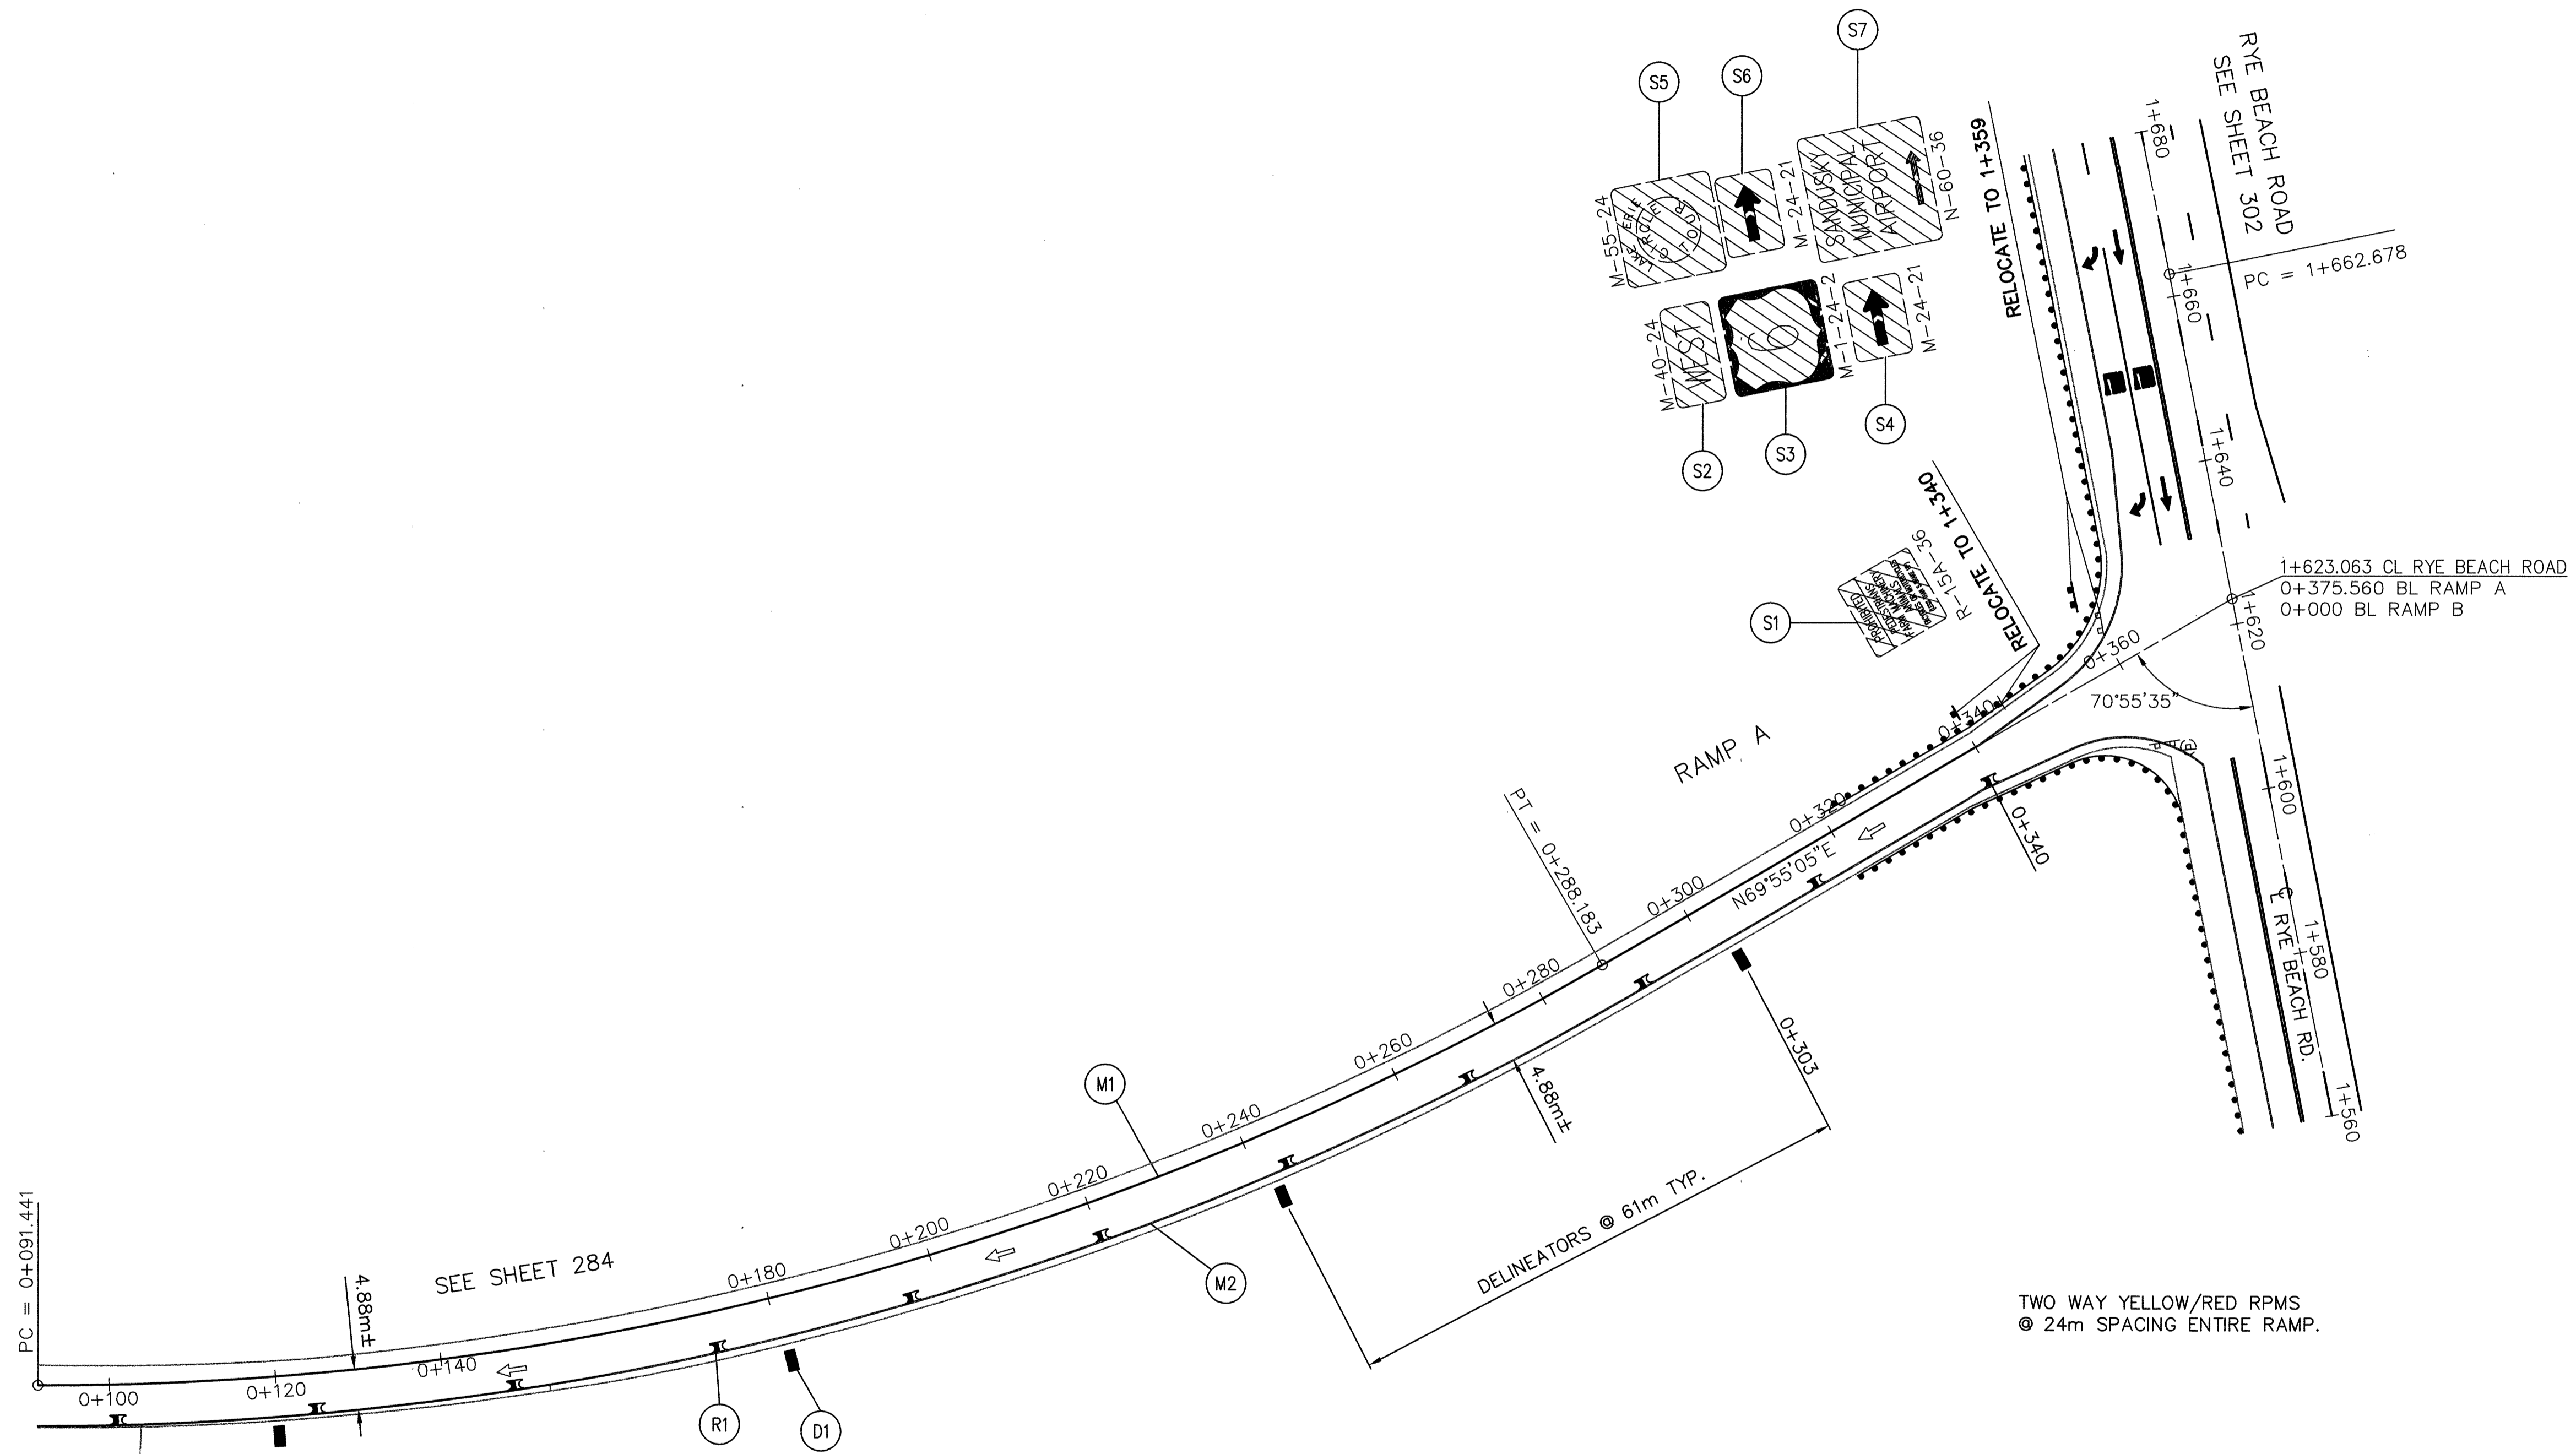 S7
S6
S5
M-55-24
LAKE ERIE
CIRCLE
TOUR
M-24-21
SANDUSKY
MUNICIPAL
AIRPORT
N-60-36
M-40-24
WEST
6
M-1-24-2
M-24-21
S2
S3
S4
RELOCATE TO 1+359
RYE BEACH ROAD
SEE SHEET 302
1+680
PC = 1+662.678
1+660
1+640
1+623.063 CL RYE BEACH ROAD
0+375.560 BL RAMP A
0+000 BL RAMP B
1+620
70°55'35"
1+600
1+580
℄ RYE BEACH RD.
1+560
S1
PROHIBITED
PEDESTRIANS
FARM MACHINERY
ANIMALS
R-15A-36
RELOCATE TO 1+340
RAMP A
0+360
0+340
0+340
0+320
N69°55'05"E
0+300
PT = 0+288.183
0+280
0+303
0+260
4.88m±
M1
0+240
0+220
DELINEATORS @ 61m TYP.
0+200
M2
0+180
SEE SHEET 284
4.88m±
0+140
0+120
0+100
PC = 0+091.441
R1
D1
TWO WAY YELLOW/RED RPMS
@ 24m SPACING ENTIRE RAMP.